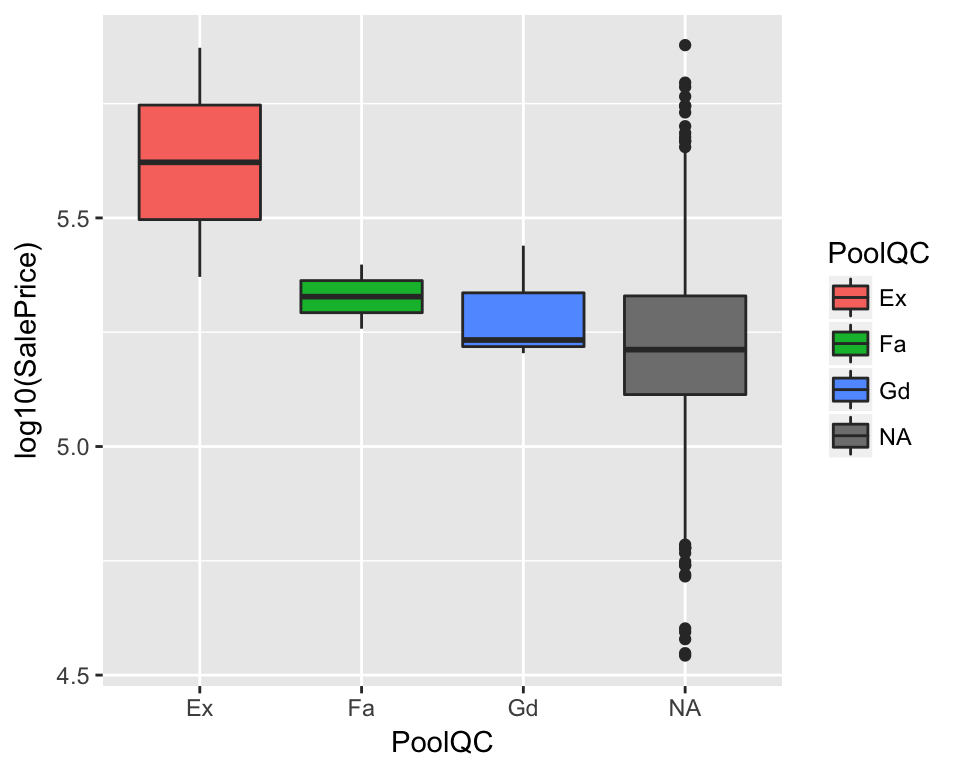 log10(SalePrice)
5.5
5.0
4.5
Ex Fa Gd NA
PoolQC
PoolQC
Ex
Fa
Gd
NA